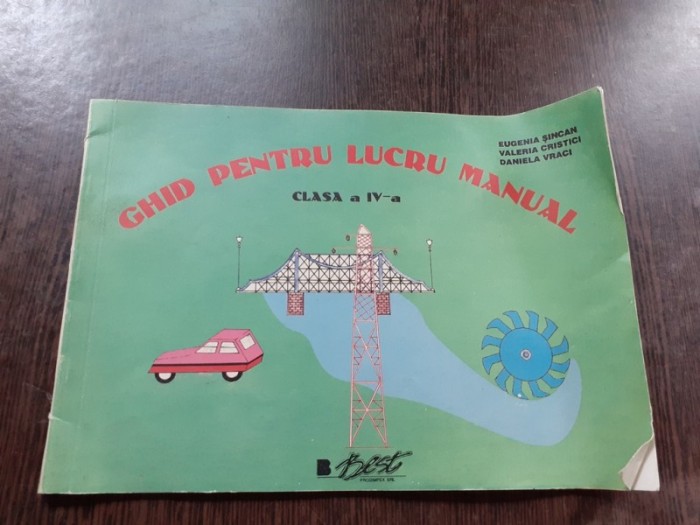 EUGENIA ŞINCAN
VALERIA CRISTICI
DANIELA VRACI
GHID PENTRU LUCRU MANUAL
CLASA a IV-a
B Best